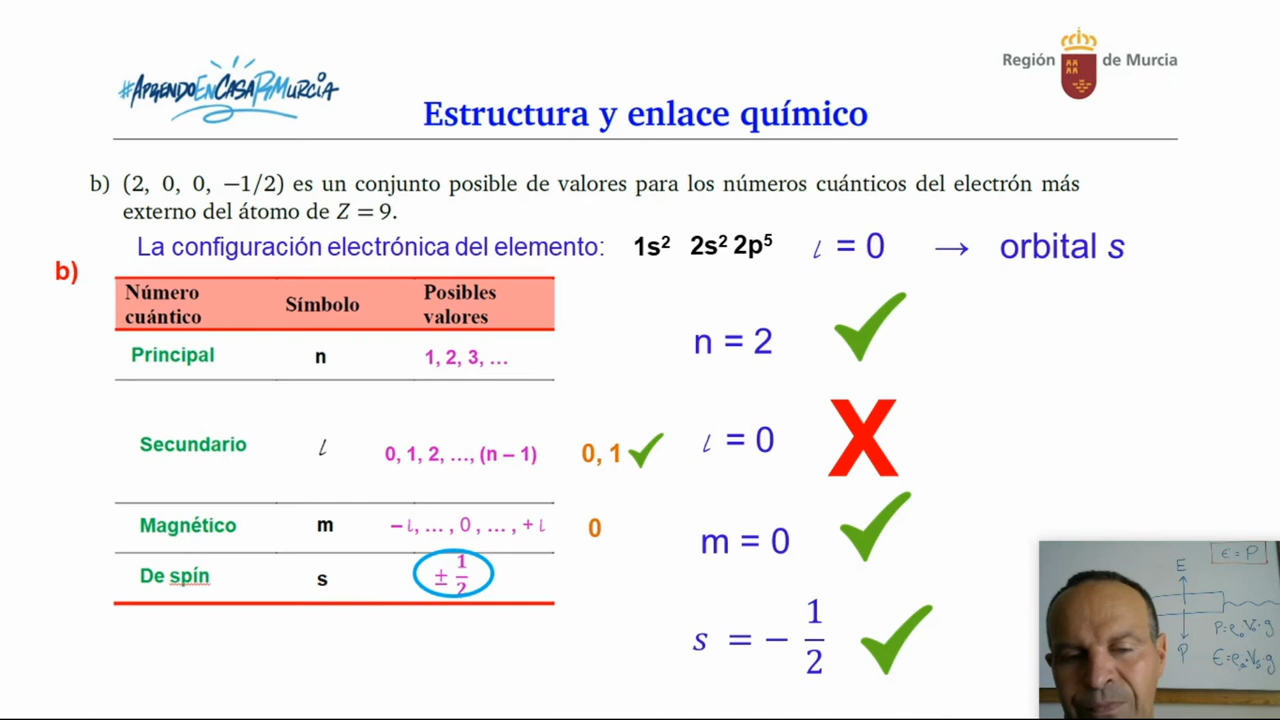 #APRENDOENCASARMURCIA
Región de Murcia
Estructura y enlace químico
b) (2, 0, 0, −1/2) es un conjunto posible de valores para los números cuánticos del electrón más
externo del átomo de Z = 9.
La configuración electrónica del elemento: 1s² 2s² 2p⁵ l = 0 → orbital s
b)
Número cuántico Símbolo Posibles valores
Principal n 1, 2, 3, ...
n = 2
Secundario l 0, 1, 2, ..., (n – 1) 0, 1
l = 0
Magnético m – l, ... , 0 , ... , + l 0
m = 0
De spín s ± 1/2
s = − 1/2
ε = P
E
P
P = ρ₀ V₀ · g